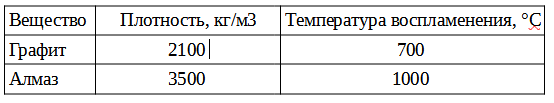 Вещество Плотность, кг/м3 Температура воспламенения, °С
Графит 2100 700
Алмаз 3500 1000